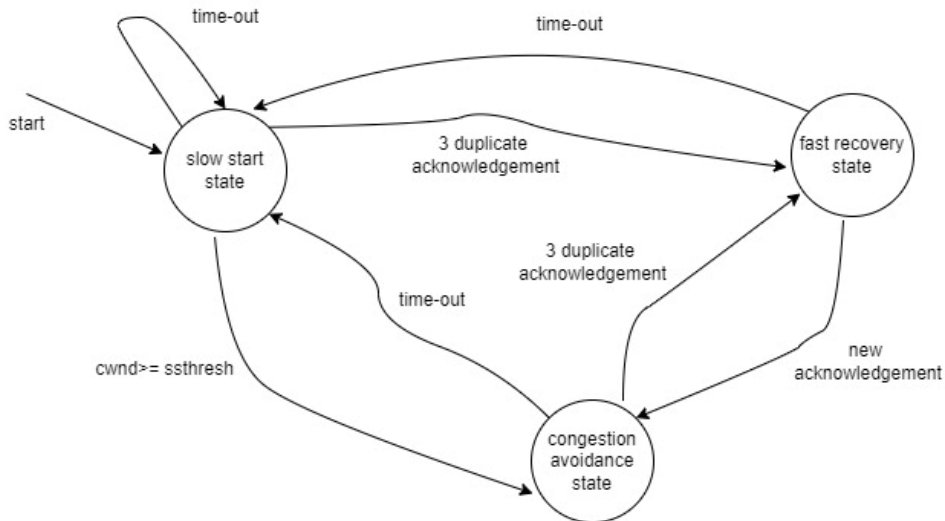 time-out
time-out
start
slow start
state
3 duplicate
acknowledgement
fast recovery
state
3 duplicate
acknowledgement
time-out
cwnd>= ssthresh
new
acknowledgement
congestion
avoidance
state